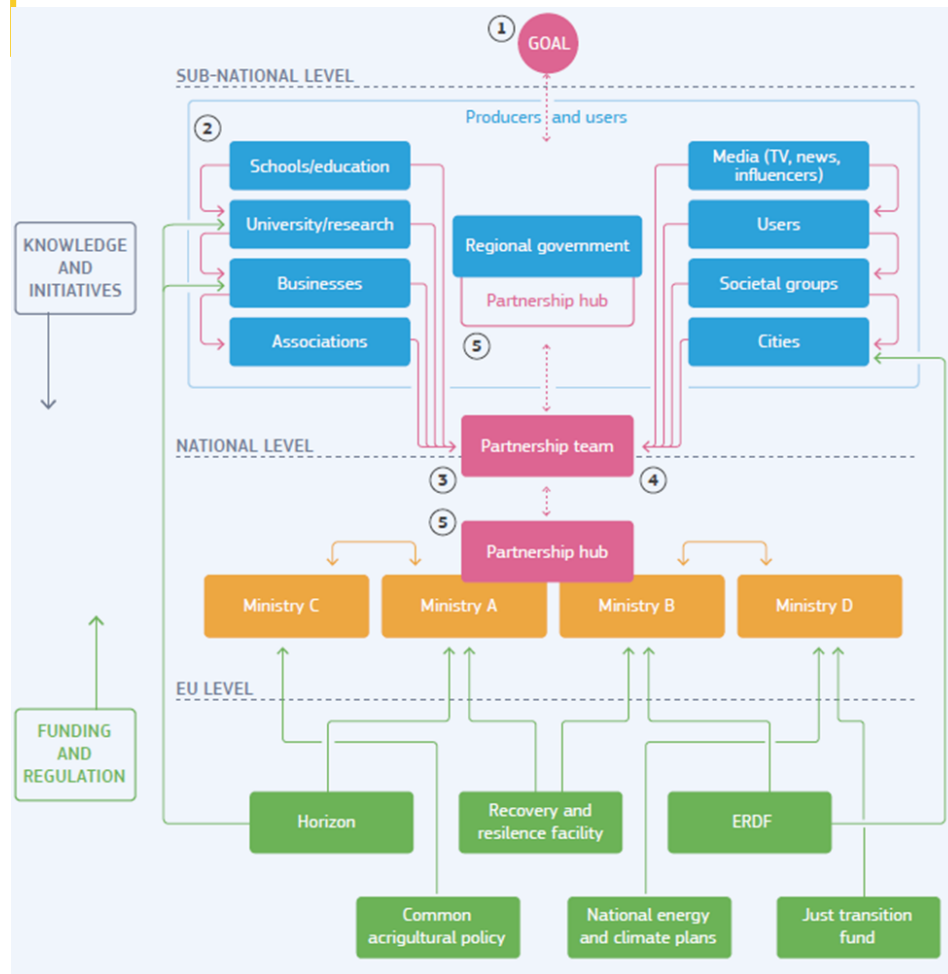 1
GOAL
SUB-NATIONAL LEVEL
Producers and users
2
Schools/education
University/research
Businesses
Associations
Regional government
Partnership hub
5
Media (TV, news,
influencers)
Users
Societal groups
Cities
KNOWLEDGE
AND
INITIATIVES
Partnership team
NATIONAL LEVEL
3
4
5
Partnership hub
Ministry C
Ministry A
Ministry B
Ministry D
EU LEVEL
FUNDING
AND
REGULATION
Horizon
Recovery and
resilence facility
ERDF
Common
acrigultural policy
National energy
and climate plans
Just transition
fund